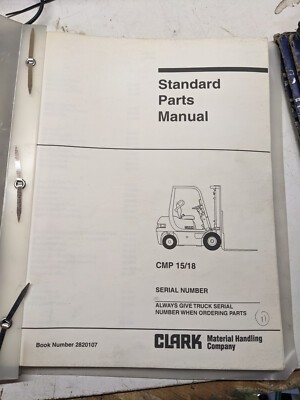 Standard
Parts
Manual
CMP 15/18
SERIAL NUMBER
ALWAYS GIVE TRUCK SERIAL
NUMBER WHEN ORDERING PARTS
Book Number 2820107
CLARK Material Handling
Company